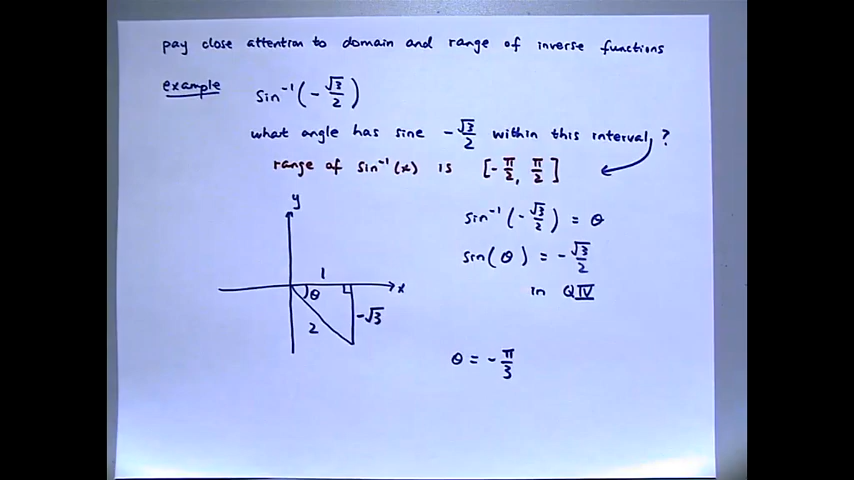 pay close attention to domain and range of inverse functions
example sin⁻¹(-√3/2)
what angle has sine -√3/2 within this interval, ?
range of sin⁻¹(x) is [-π/2, π/2]
y
1
x
θ
-√3
2
sin⁻¹(-√3/2) = θ
sin(θ) = -√3/2
in QIV
θ = -π/3